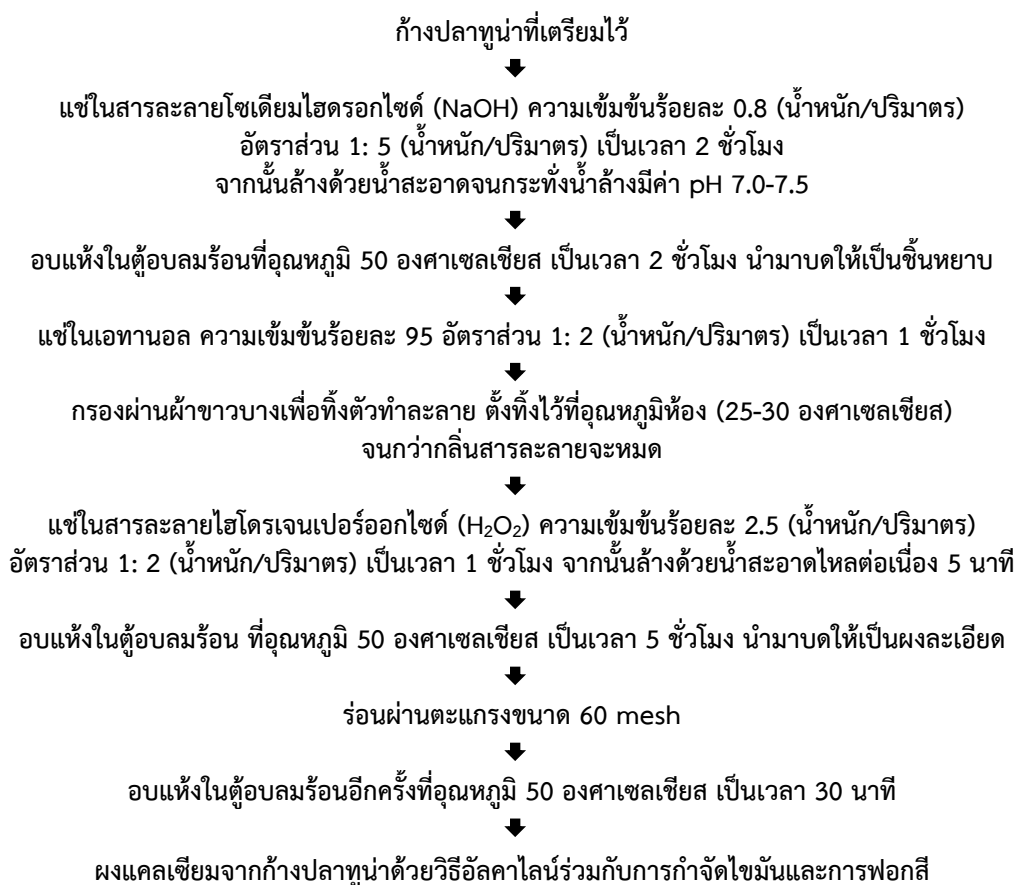 ก้างปลาทูน่าที่เตรียมไว้
🡇
แช่ในสารละลายโซเดียมไฮดรอกไซด์ (NaOH) ความเข้มข้นร้อยละ 0.8 (น้ำหนัก/ปริมาตร)
อัตราส่วน 1: 5 (น้ำหนัก/ปริมาตร) เป็นเวลา 2 ชั่วโมง
จากนั้นล้างด้วยน้ำสะอาดจนกระทั่งน้ำล้างมีค่า pH 7.0-7.5
🡇
อบแห้งในตู้อบลมร้อนที่อุณหภูมิ 50 องศาเซลเซียส เป็นเวลา 2 ชั่วโมง นำมาบดให้เป็นชิ้นหยาบ
🡇
แช่ในเอทานอล ความเข้มข้นร้อยละ 95 อัตราส่วน 1: 2 (น้ำหนัก/ปริมาตร) เป็นเวลา 1 ชั่วโมง
🡇
กรองผ่านผ้าขาวบางเพื่อทิ้งตัวทำละลาย ตั้งทิ้งไว้ที่อุณหภูมิห้อง (25-30 องศาเซลเซียส)
จนกว่ากลิ่นสารละลายจะหมด
🡇
แช่ในสารละลายไฮโดรเจนเปอร์ออกไซด์ (H₂O₂) ความเข้มข้นร้อยละ 2.5 (น้ำหนัก/ปริมาตร)
อัตราส่วน 1: 2 (น้ำหนัก/ปริมาตร) เป็นเวลา 1 ชั่วโมง จากนั้นล้างด้วยน้ำสะอาดไหลต่อเนื่อง 5 นาที
🡇
อบแห้งในตู้อบลมร้อน ที่อุณหภูมิ 50 องศาเซลเซียส เป็นเวลา 5 ชั่วโมง นำมาบดให้เป็นผงละเอียด
🡇
ร่อนผ่านตะแกรงขนาด 60 mesh
🡇
อบแห้งในตู้อบลมร้อนอีกครั้งที่อุณหภูมิ 50 องศาเซลเซียส เป็นเวลา 30 นาที
🡇
ผงแคลเซียมจากก้างปลาทูน่าด้วยวิธีอัลคาไลน์ร่วมกับการกำจัดไขมันและการฟอกสี